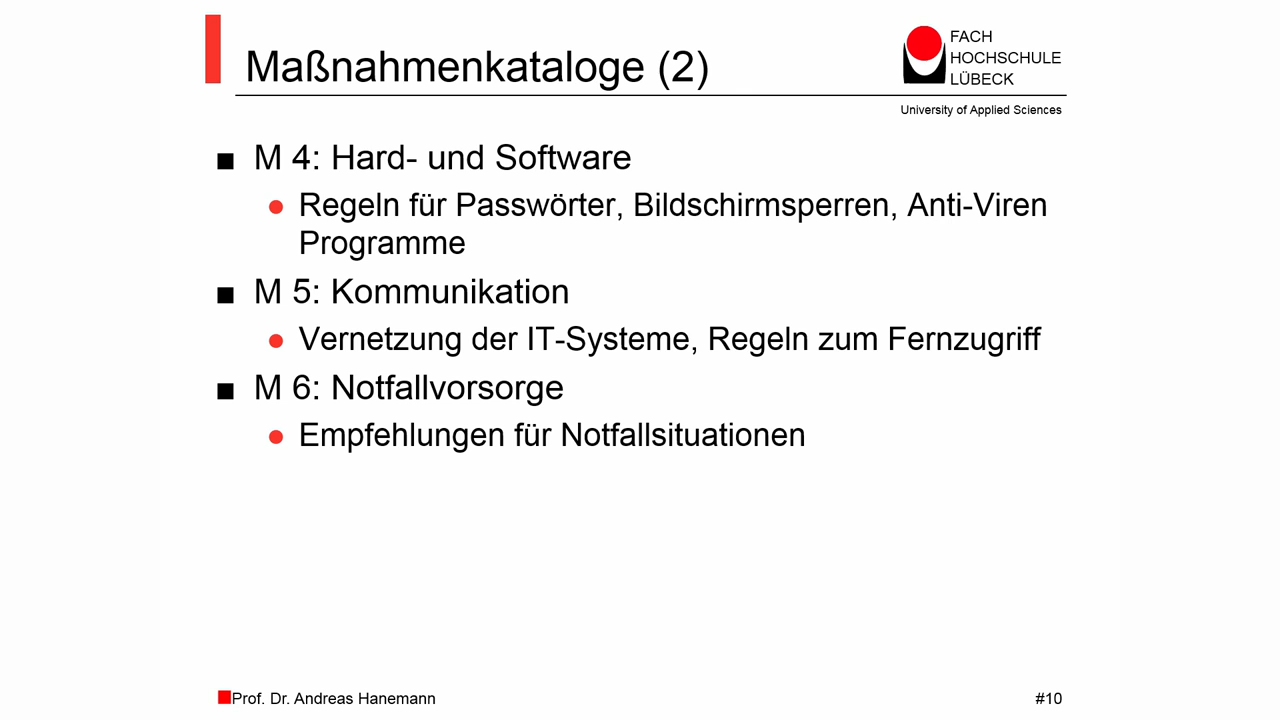 Maßnahmenkataloge (2)
FACH
HOCHSCHULE
LÜBECK
University of Applied Sciences
M 4: Hard- und Software
Regeln für Passwörter, Bildschirmsperren, Anti-Viren
Programme
M 5: Kommunikation
Vernetzung der IT-Systeme, Regeln zum Fernzugriff
M 6: Notfallvorsorge
Empfehlungen für Notfallsituationen
Prof. Dr. Andreas Hanemann
#10